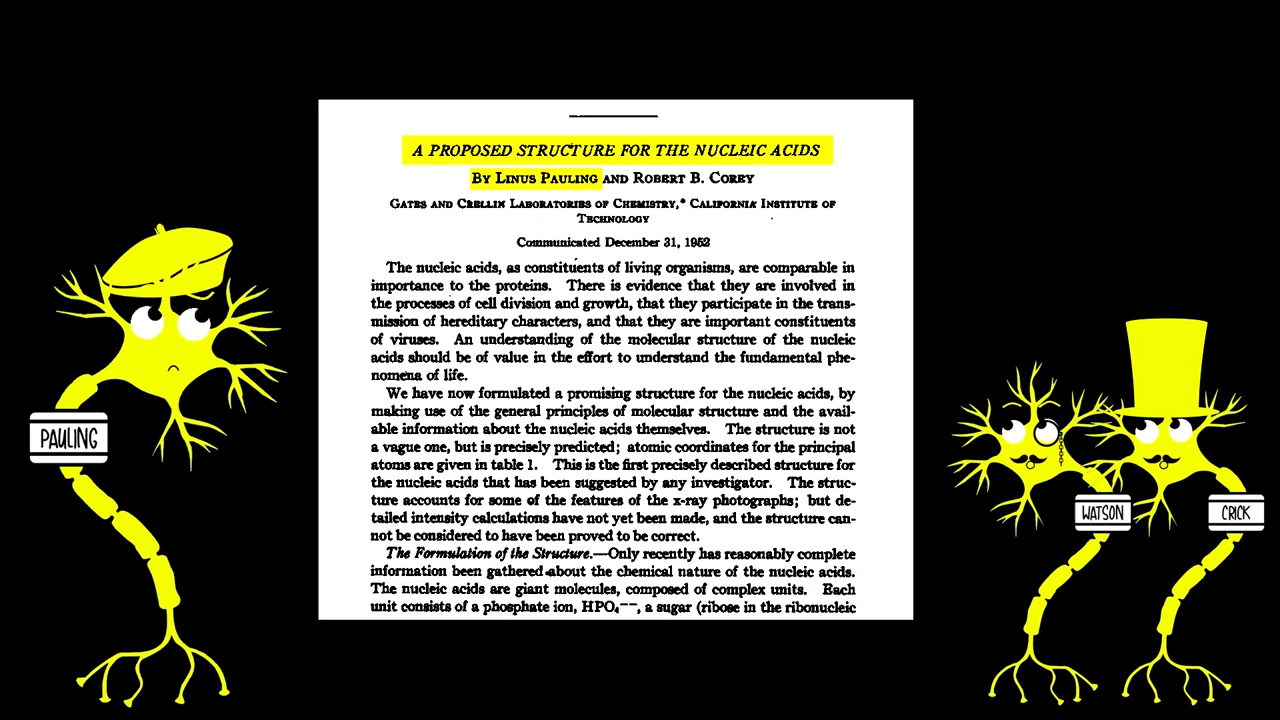 A PROPOSED STRUCTURE FOR THE NUCLEIC ACIDS
BY LINUS PAULING AND ROBERT B. COREY
GATES AND CRELLIN LABORATORIES OF CHEMISTRY,* CALIFORNIA INSTITUTE OF
TECHNOLOGY
Communicated December 31, 1952
The nucleic acids, as constituents of living organisms, are comparable in
importance to the proteins. There is evidence that they are involved in
the processes of cell division and growth, that they participate in the trans-
mission of hereditary characters, and that they are important constituents
of viruses. An understanding of the molecular structure of the nucleic
acids should be of value in the effort to understand the fundamental phe-
nomena of life.
We have now formulated a promising structure for the nucleic acids, by
making use of the general principles of molecular structure and the avail-
able information about the nucleic acids themselves. The structure is not
a vague one, but is precisely predicted; atomic coordinates for the principal
atoms are given in table 1. This is the first precisely described structure for
the nucleic acids that has been suggested by any investigator. The struc-
ture accounts for some of the features of the x-ray photographs; but de-
tailed intensity calculations have not yet been made, and the structure can-
not be considered to have been proved to be correct.
The Formulation of the Structure.—Only recently has reasonably complete
information been gathered about the chemical nature of the nucleic acids.
The nucleic acids are giant molecules, composed of complex units. Each
unit consists of a phosphate ion, HPO₄−−, a sugar (ribose in the ribonucleic
PAULING
WATSON
CRICK